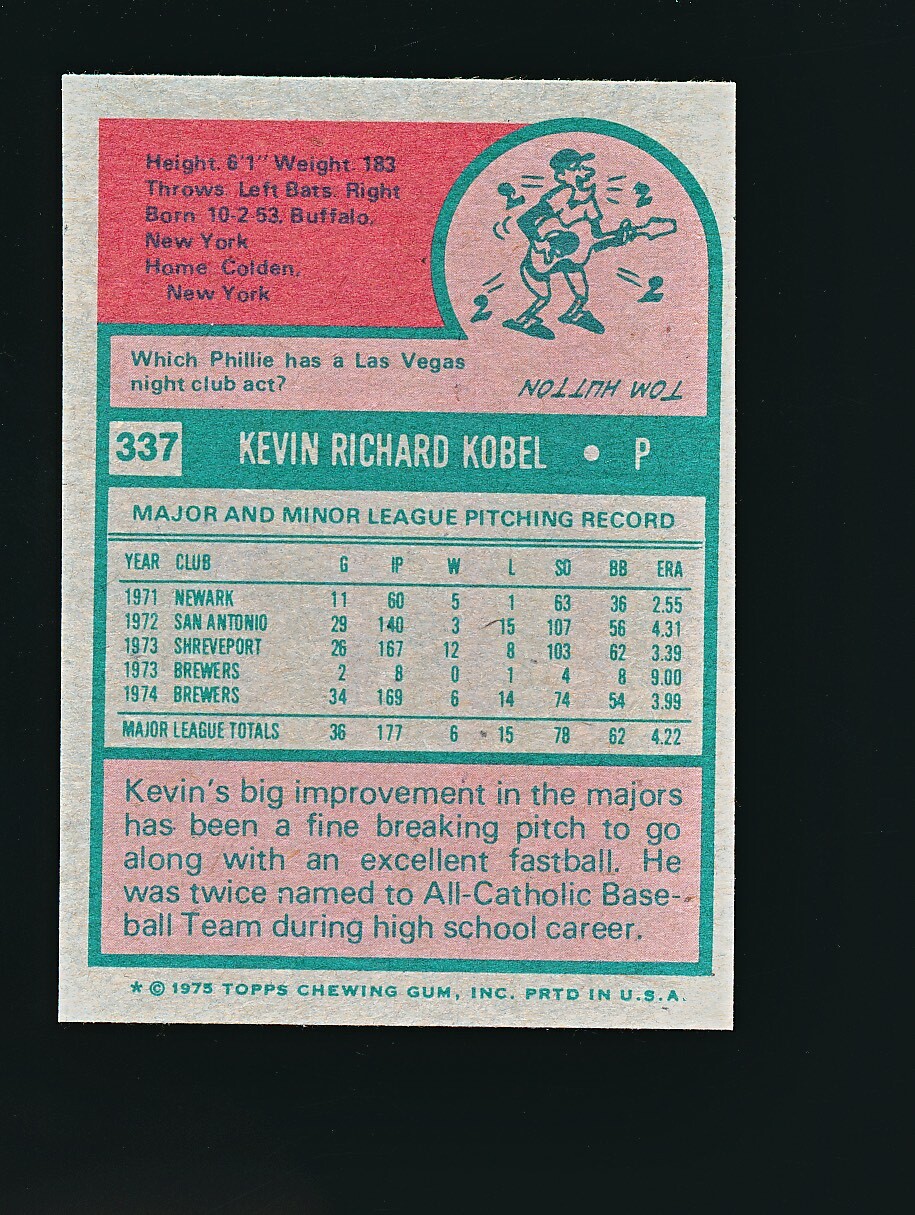 Height. 6'1" Weight. 183
Throws. Left Bats. Right
Born 10-2-53, Buffalo,
New York
Home Colden,
New York
2 2
2 2
Which Phillie has a Las Vegas
night club act?
TOM HUTTON
337 KEVIN RICHARD KOBEL • P
MAJOR AND MINOR LEAGUE PITCHING RECORD
YEAR CLUB G IP W L SO BB ERA
1971 NEWARK 11 60 5 1 63 36 2.55
1972 SAN ANTONIO 29 140 3 15 107 56 4.31
1973 SHREVEPORT 26 167 12 8 103 62 3.39
1973 BREWERS 2 8 0 1 4 8 9.00
1974 BREWERS 34 169 6 14 74 54 3.99
MAJOR LEAGUE TOTALS 36 177 6 15 78 62 4.22
Kevin's big improvement in the majors
has been a fine breaking pitch to go
along with an excellent fastball. He
was twice named to All-Catholic Base-
ball Team during high school career.
* © 1975 TOPPS CHEWING GUM, INC. PRTD IN U.S.A.